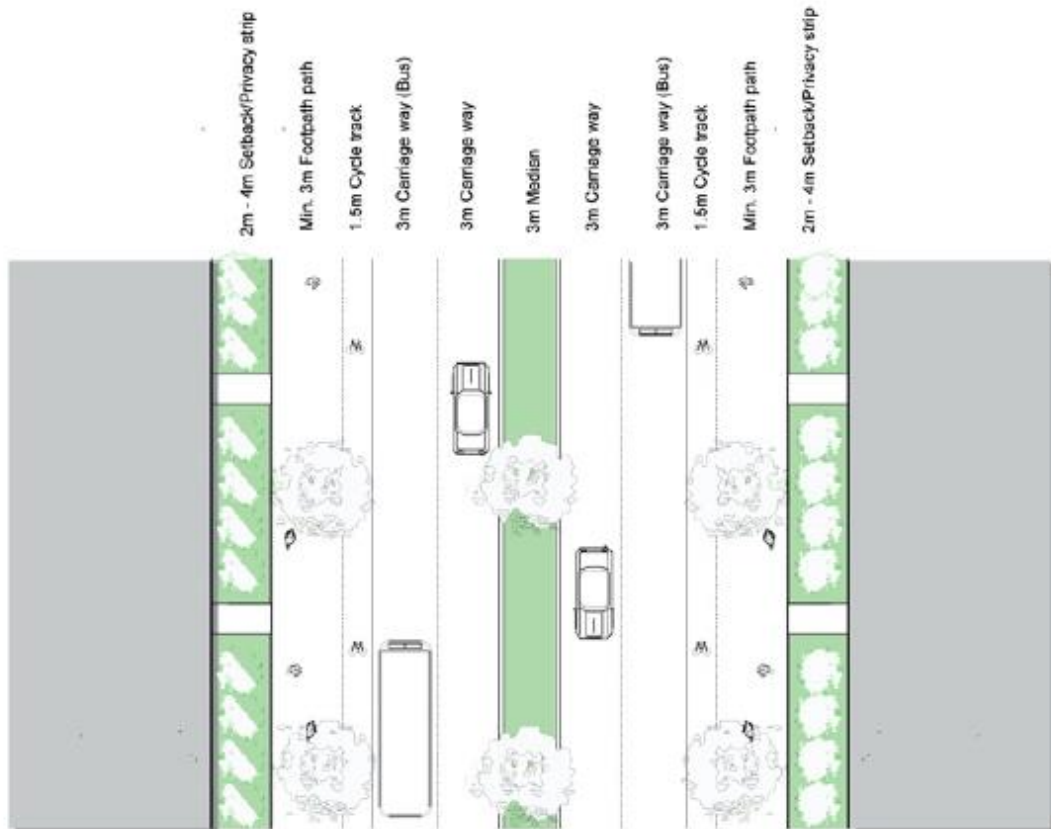 2m - 4m Setback/Privacy strip
Min. 3m Footpath path
1.5m Cycle track
3m Carriage way (Bus)
3m Carriage way
3m Median
3m Carriage way
3m Carriage way (Bus)
1.5m Cycle track
Min. 3m Footpath path
2m - 4m Setback/Privacy strip